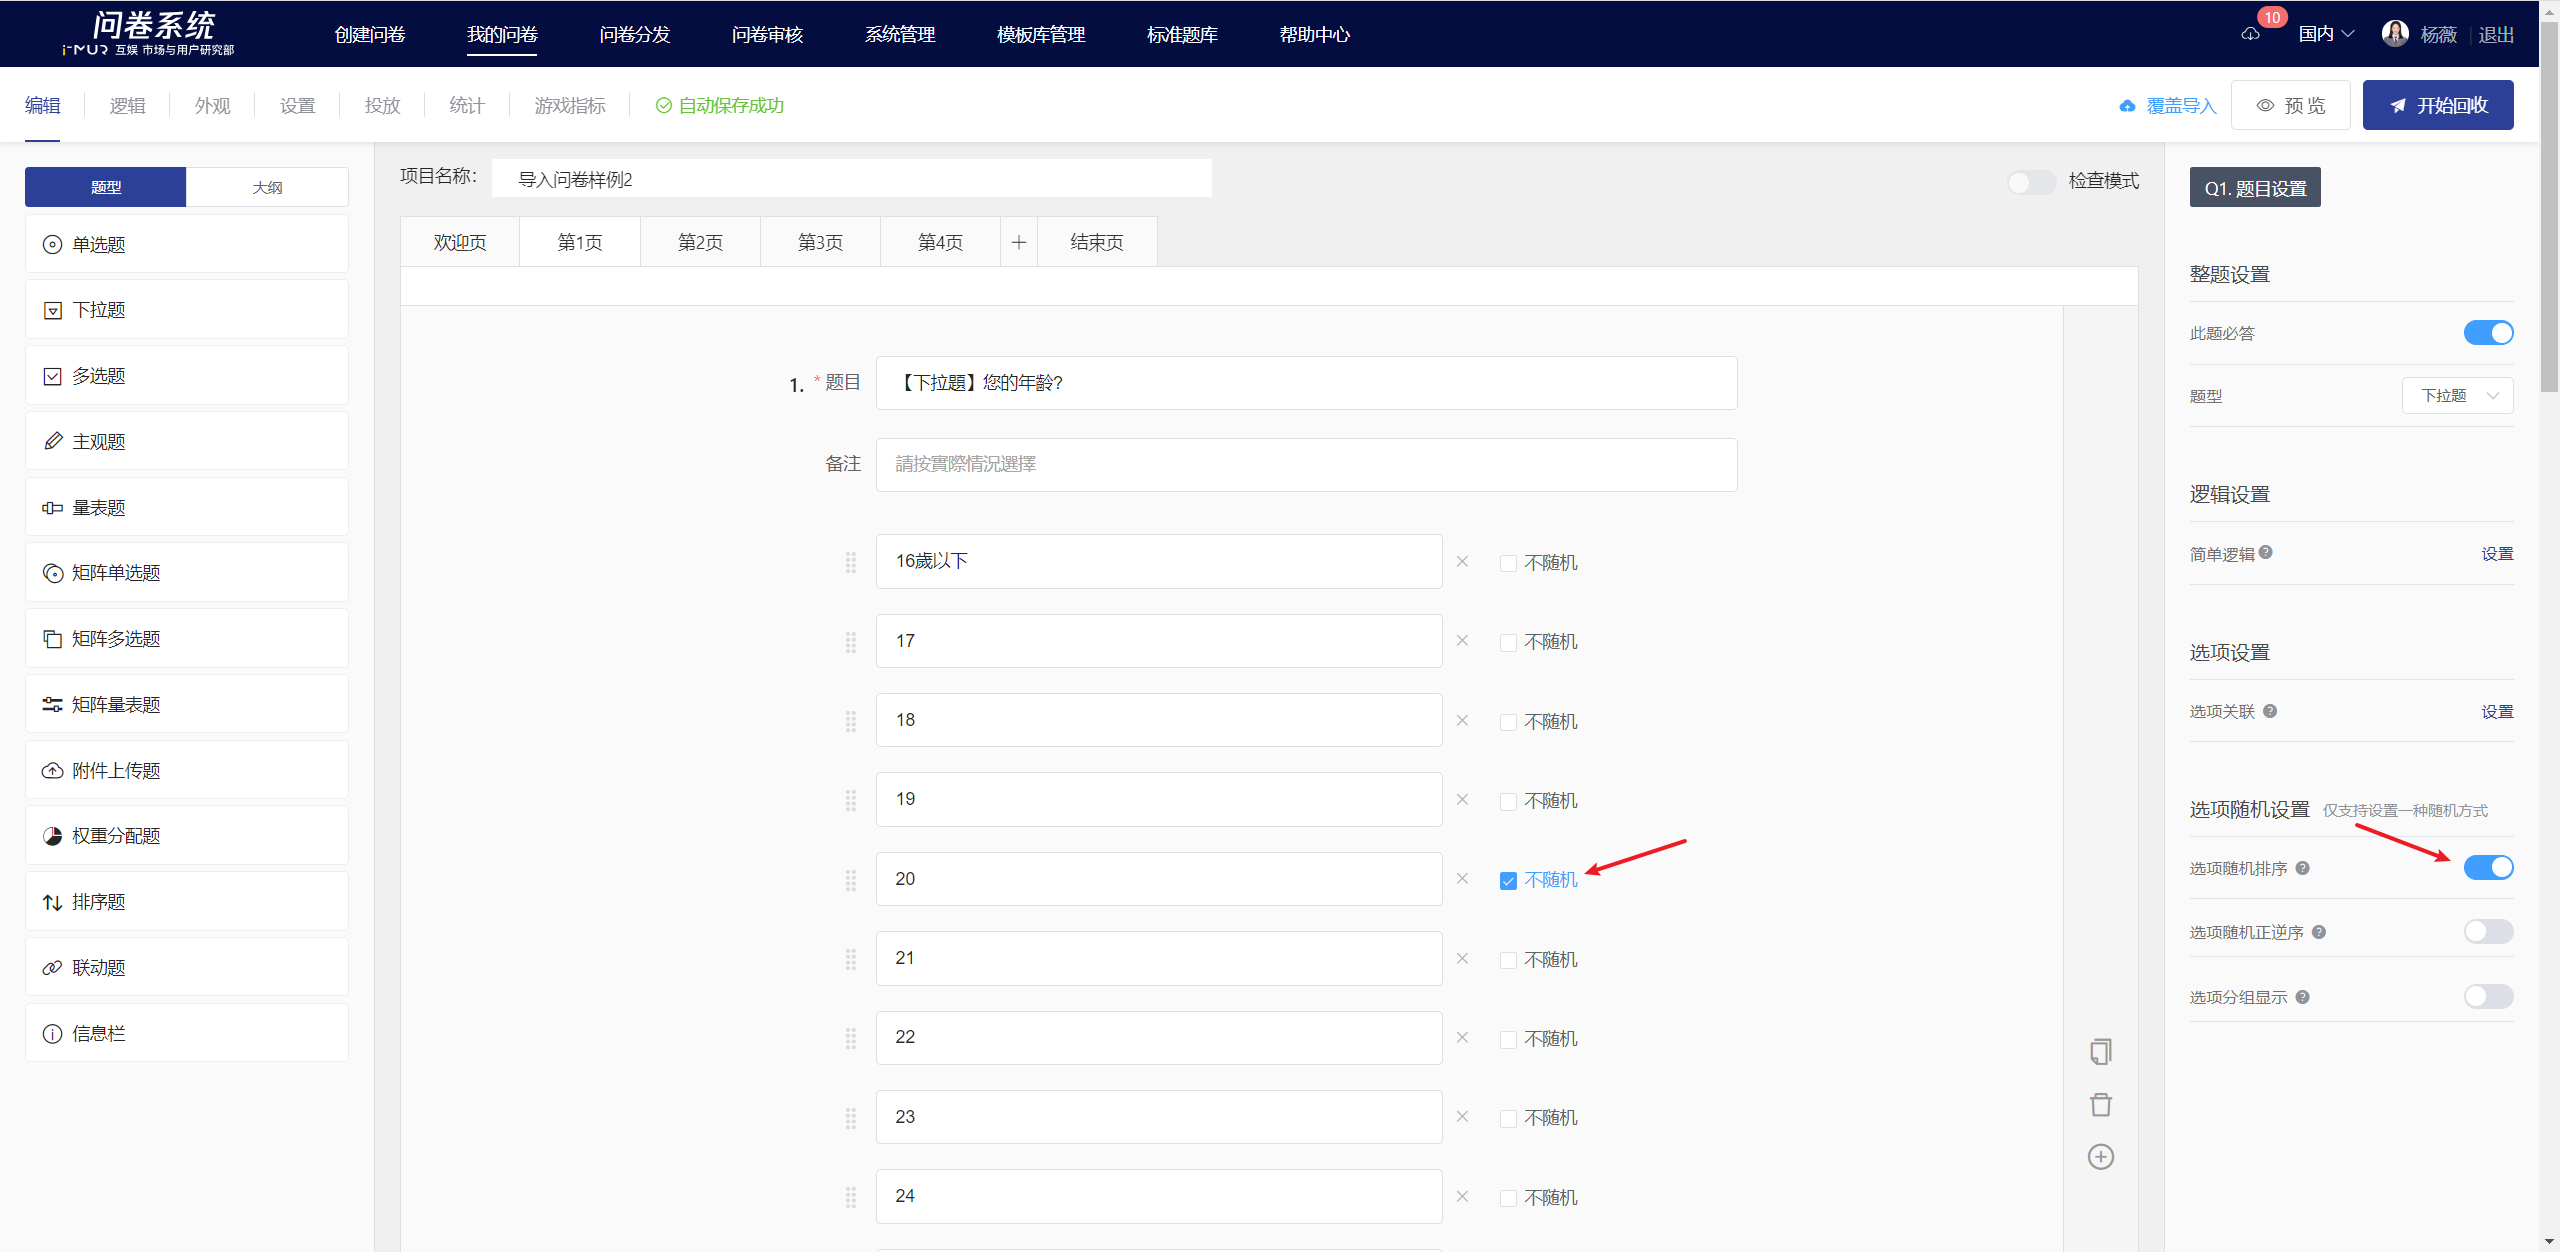 问卷系统
i-MUR 互娱 市场与用户研究部
创建问卷
我的问卷
问卷分发
问卷审核
系统管理
模板库管理
标准题库
帮助中心
10
国内
杨薇
退出
编辑
逻辑
外观
设置
投放
统计
游戏指标
自动保存成功
覆盖导入
预 览
开始回收
题型
大纲
单选题
下拉题
多选题
主观题
量表题
矩阵单选题
矩阵多选题
矩阵量表题
附件上传题
权重分配题
排序题
联动题
信息栏
项目名称:
导入问卷样例2
检查模式
欢迎页
第1页
第2页
第3页
第4页
结束页
1. * 题目
【下拉題】您的年齡?
备注
請按實際情況選擇
16歲以下
不随机
17
不随机
18
不随机
19
不随机
20
不随机
21
不随机
22
不随机
23
不随机
24
不随机
Q1. 题目设置
整题设置
此题必答
题型
下拉题
逻辑设置
简单逻辑
设置
选项设置
选项关联
设置
选项随机设置 仅支持设置一种随机方式
选项随机排序
选项随机正逆序
选项分组显示